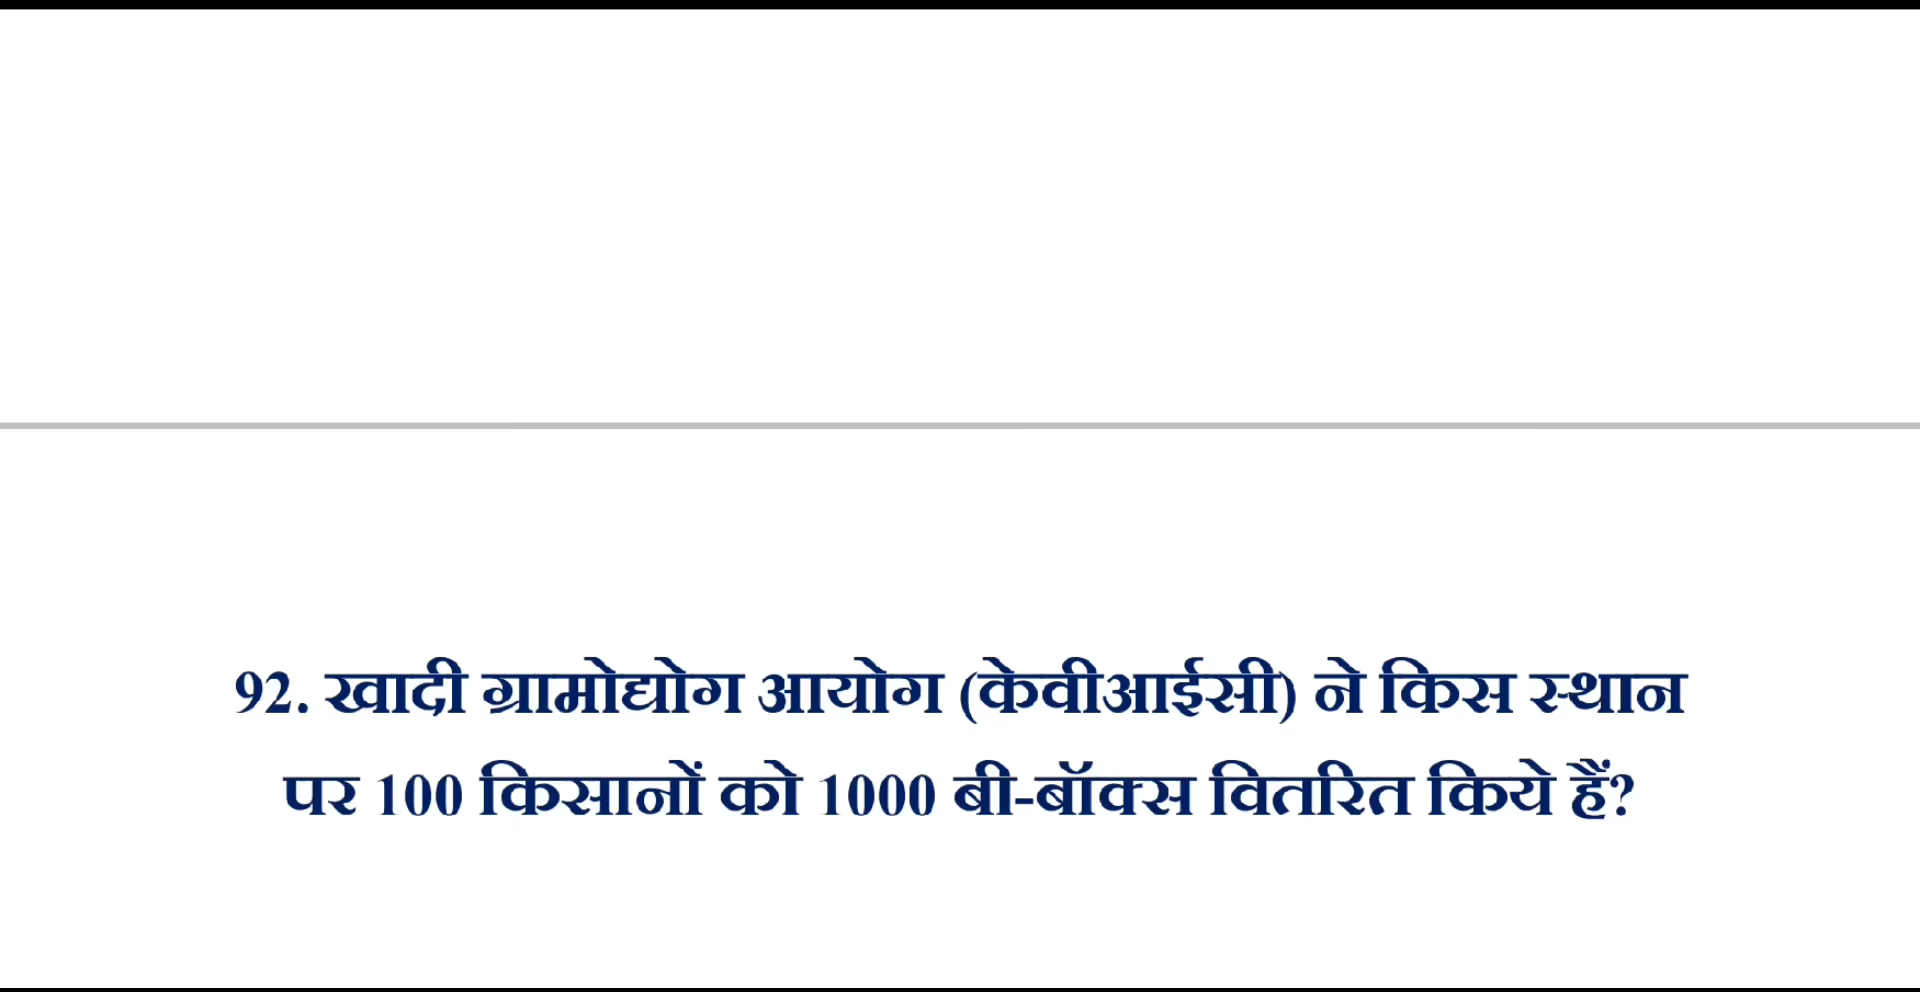 92. खादी ग्रामोद्योग आयोग (केवीआईसी) ने किस स्थान
पर 100 किसानों को 1000 बी-बॉक्स वितरित किये हैं?